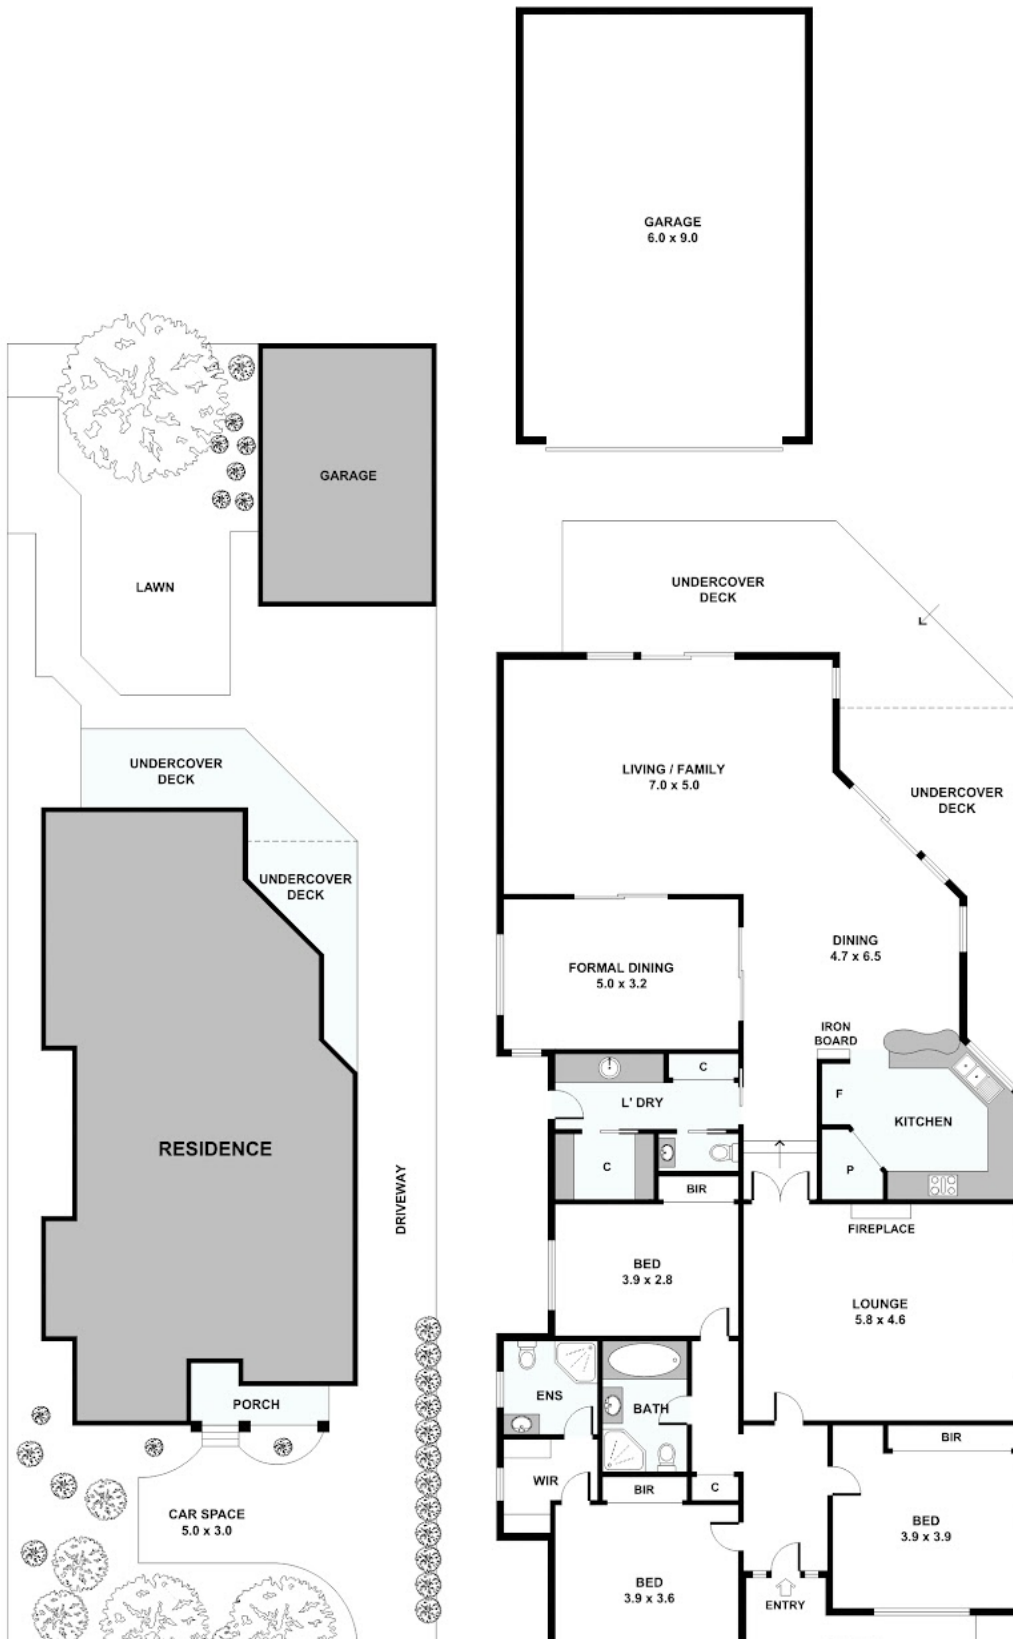 GARAGE
6.0 x 9.0
GARAGE
LAWN
UNDERCOVER
DECK
UNDERCOVER
DECK
RESIDENCE
DRIVEWAY
PORCH
CAR SPACE
5.0 x 3.0
UNDERCOVER
DECK
LIVING / FAMILY
7.0 x 5.0
UNDERCOVER
DECK
DINING
4.7 x 6.5
FORMAL DINING
5.0 x 3.2
IRON
BOARD
C
F
L' DRY
KITCHEN
C
P
BIR
FIREPLACE
BED
3.9 x 2.8
LOUNGE
5.8 x 4.6
ENS
BATH
BIR
WIR
BIR
C
BED
3.9 x 3.9
BED
3.9 x 3.6
ENTRY